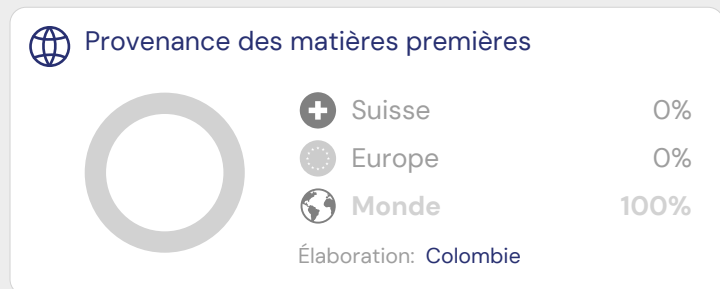 Provenance des matières premières
Suisse 0%
Europe 0%
Monde 100%
Élaboration: Colombie